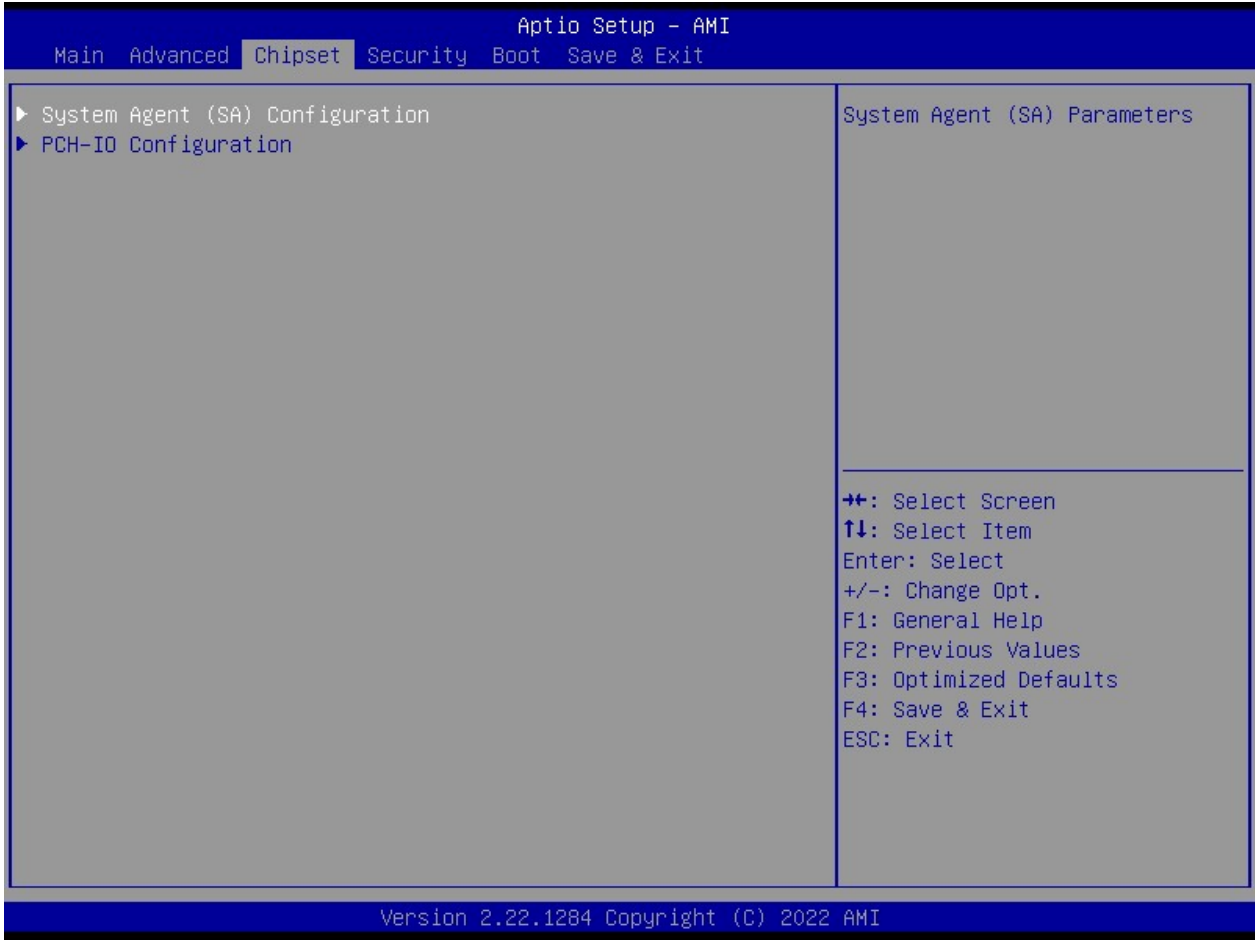 Aptio Setup – AMI
Main Advanced Chipset Security Boot Save & Exit
▶ System Agent (SA) Configuration
▶ PCH-IO Configuration
System Agent (SA) Parameters
→←: Select Screen
↑↓: Select Item
Enter: Select
+/-: Change Opt.
F1: General Help
F2: Previous Values
F3: Optimized Defaults
F4: Save & Exit
ESC: Exit
Version 2.22.1284 Copyright (C) 2022 AMI